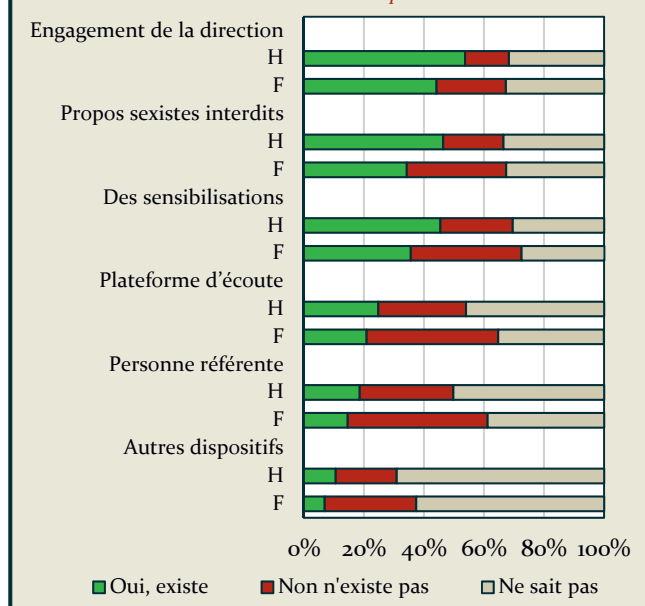 Engagement de la direction
H
F
Propos sexistes interdits
H
F
Des sensibilisations
H
F
Plateforme d'écoute
H
F
Personne référente
H
F
Autres dispositifs
H
F
0% 20% 40% 60% 80% 100%
Oui, existe Non n'existe pas Ne sait pas